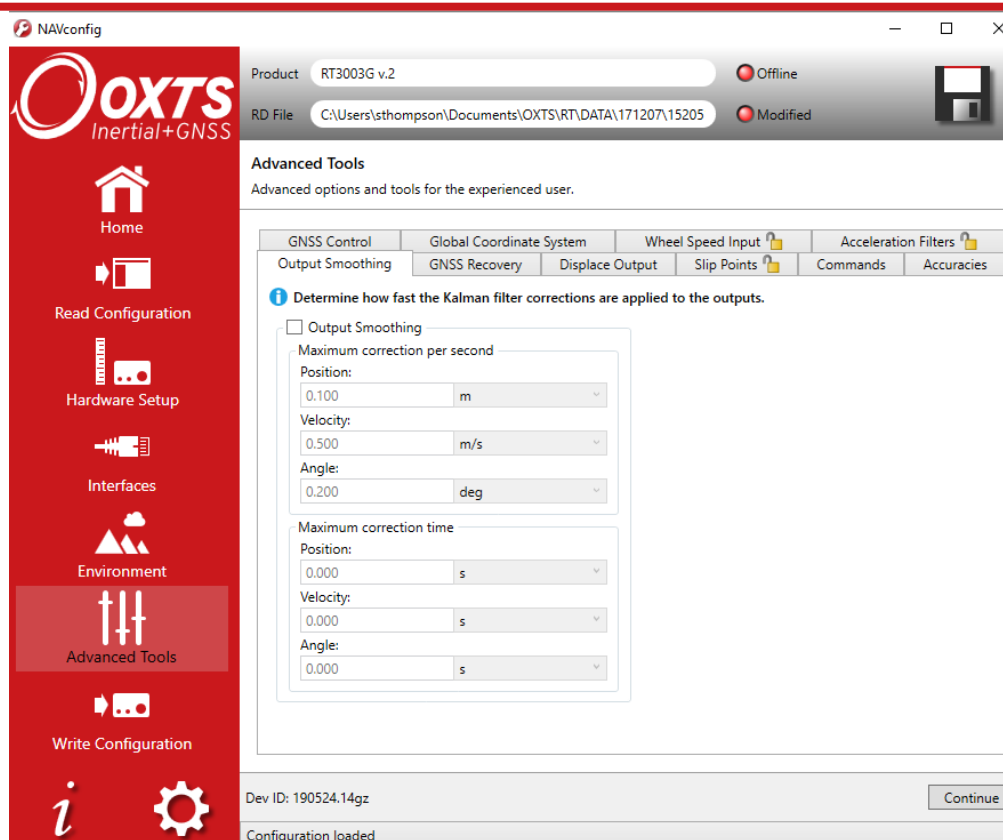 NAVconfig
OXTS
Inertial+GNSS
Product RT3003G v.2 Offline
RD File C:\Users\sthompson\Documents\OXTS\RT\DATA\171207\15205 Modified
Home
Read Configuration
Hardware Setup
Interfaces
Environment
Advanced Tools
Write Configuration
i
Advanced Tools
Advanced options and tools for the experienced user.
GNSS Control Global Coordinate System Wheel Speed Input Acceleration Filters
Output Smoothing GNSS Recovery Displace Output Slip Points Commands Accuracies
Determine how fast the Kalman filter corrections are applied to the outputs.
Output Smoothing
Maximum correction per second
Position:
0.100 m
Velocity:
0.500 m/s
Angle:
0.200 deg
Maximum correction time
Position:
0.000 s
Velocity:
0.000 s
Angle:
0.000 s
Dev ID: 190524.14gz Continue
Configuration loaded